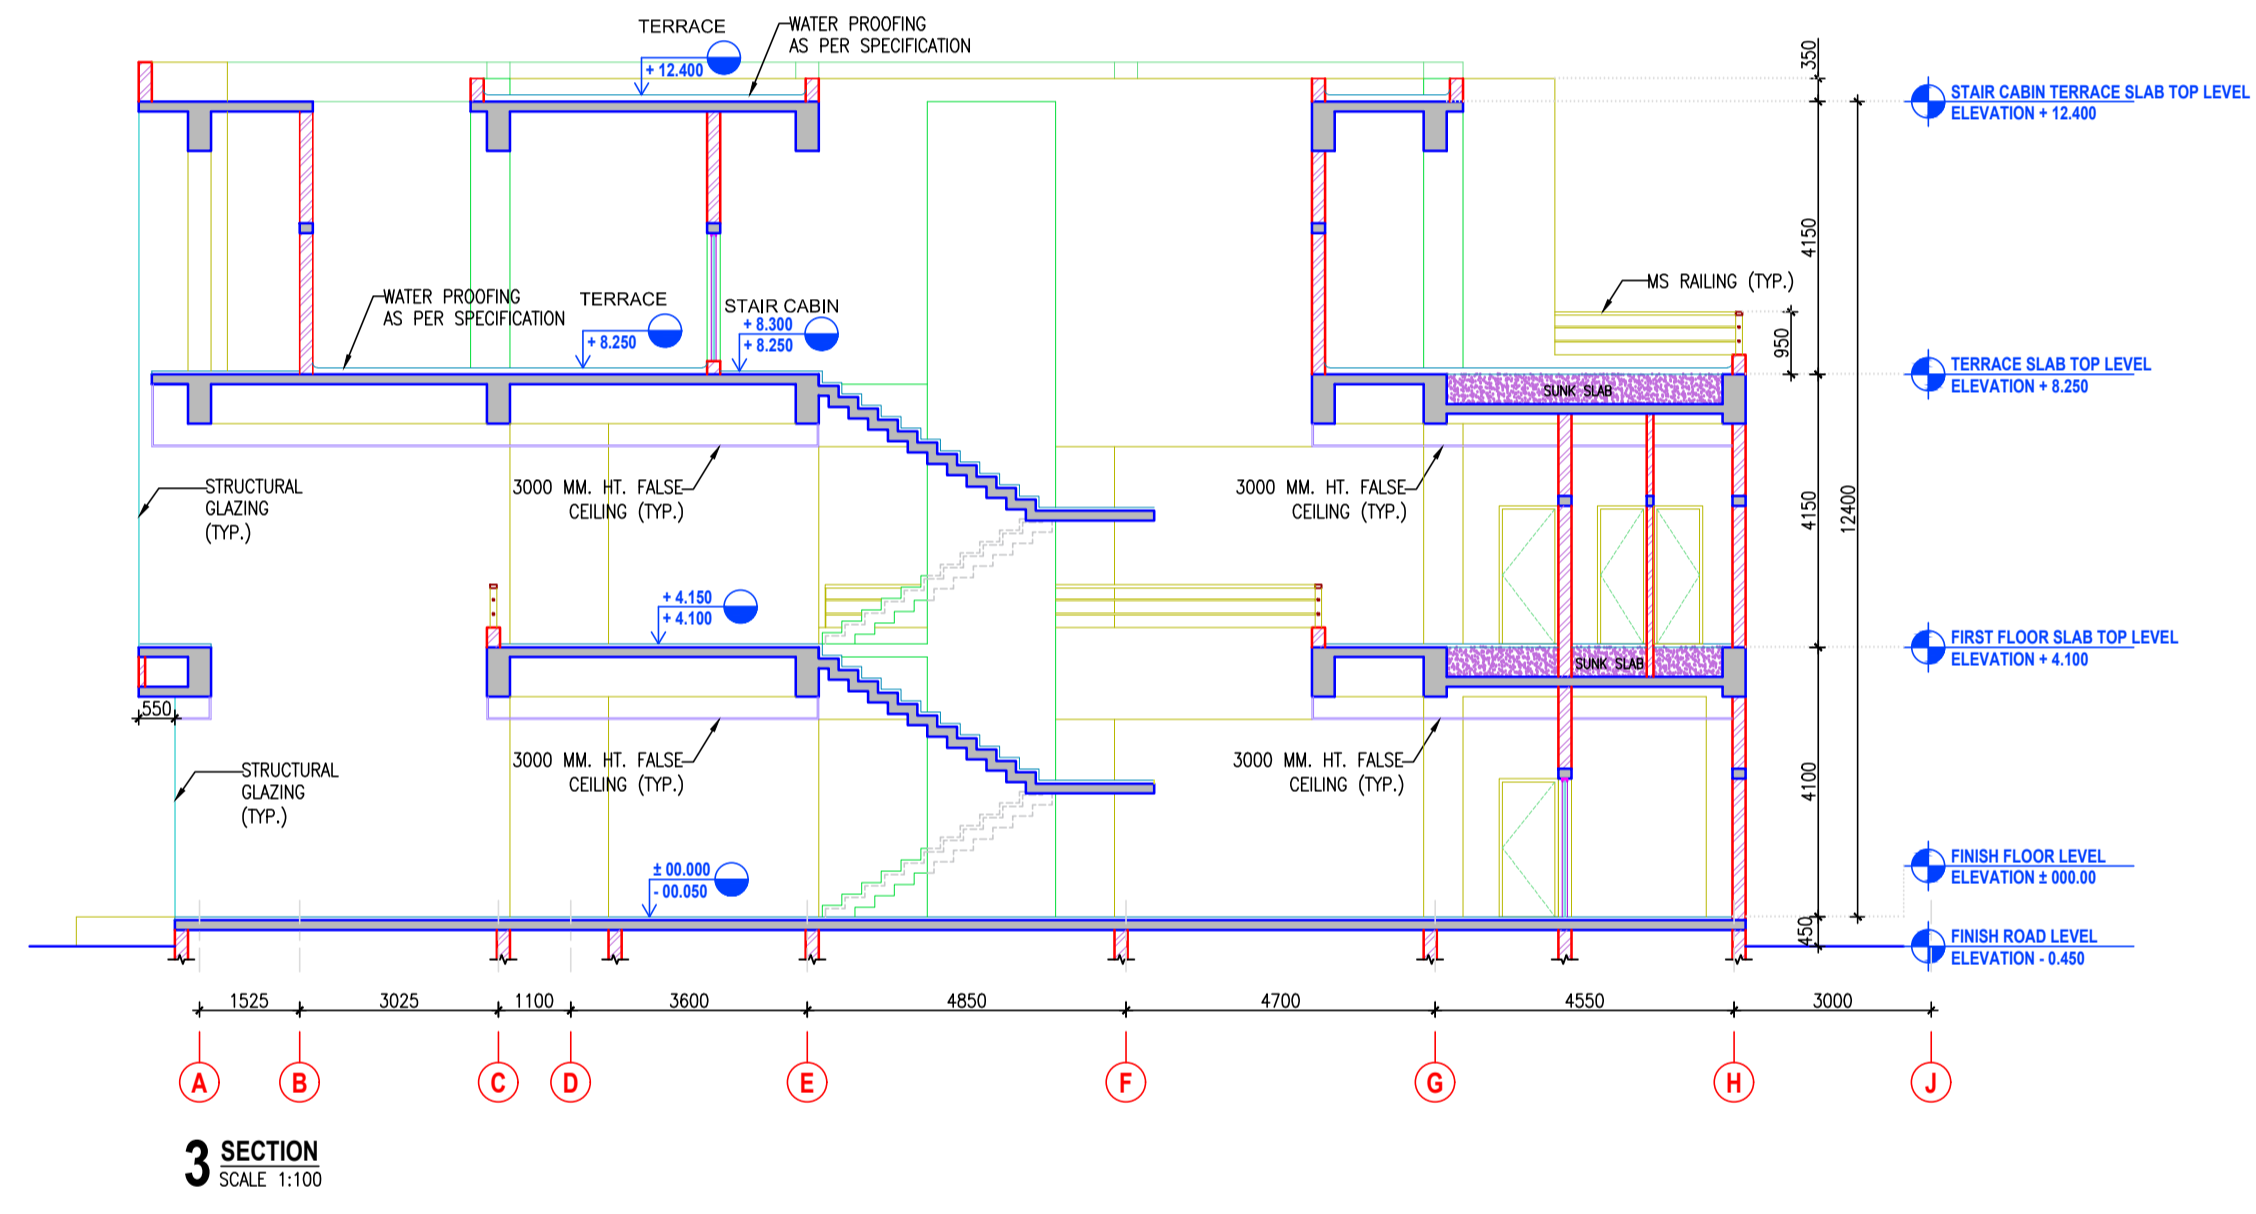 TERRACE
+ 12.400
WATER PROOFING
AS PER SPECIFICATION
350
STAIR CABIN TERRACE SLAB TOP LEVEL
ELEVATION + 12.400
4150
WATER PROOFING
AS PER SPECIFICATION
TERRACE
+ 8.250
STAIR CABIN
+ 8.300
+ 8.250
MS RAILING (TYP.)
950
TERRACE SLAB TOP LEVEL
ELEVATION + 8.250
SUNK SLAB
STRUCTURAL
GLAZING
(TYP.)
3000 MM. HT. FALSE
CEILING (TYP.)
3000 MM. HT. FALSE
CEILING (TYP.)
4150
12400
+ 4.150
+ 4.100
FIRST FLOOR SLAB TOP LEVEL
ELEVATION + 4.100
SUNK SLAB
550
STRUCTURAL
GLAZING
(TYP.)
3000 MM. HT. FALSE
CEILING (TYP.)
3000 MM. HT. FALSE
CEILING (TYP.)
4100
± 00.000
- 00.050
FINISH FLOOR LEVEL
ELEVATION ± 000.00
450
FINISH ROAD LEVEL
ELEVATION - 0.450
1525 3025 1100 3600 4850 4700 4550 3000
A B C D E F G H J
3 SECTION
SCALE 1:100